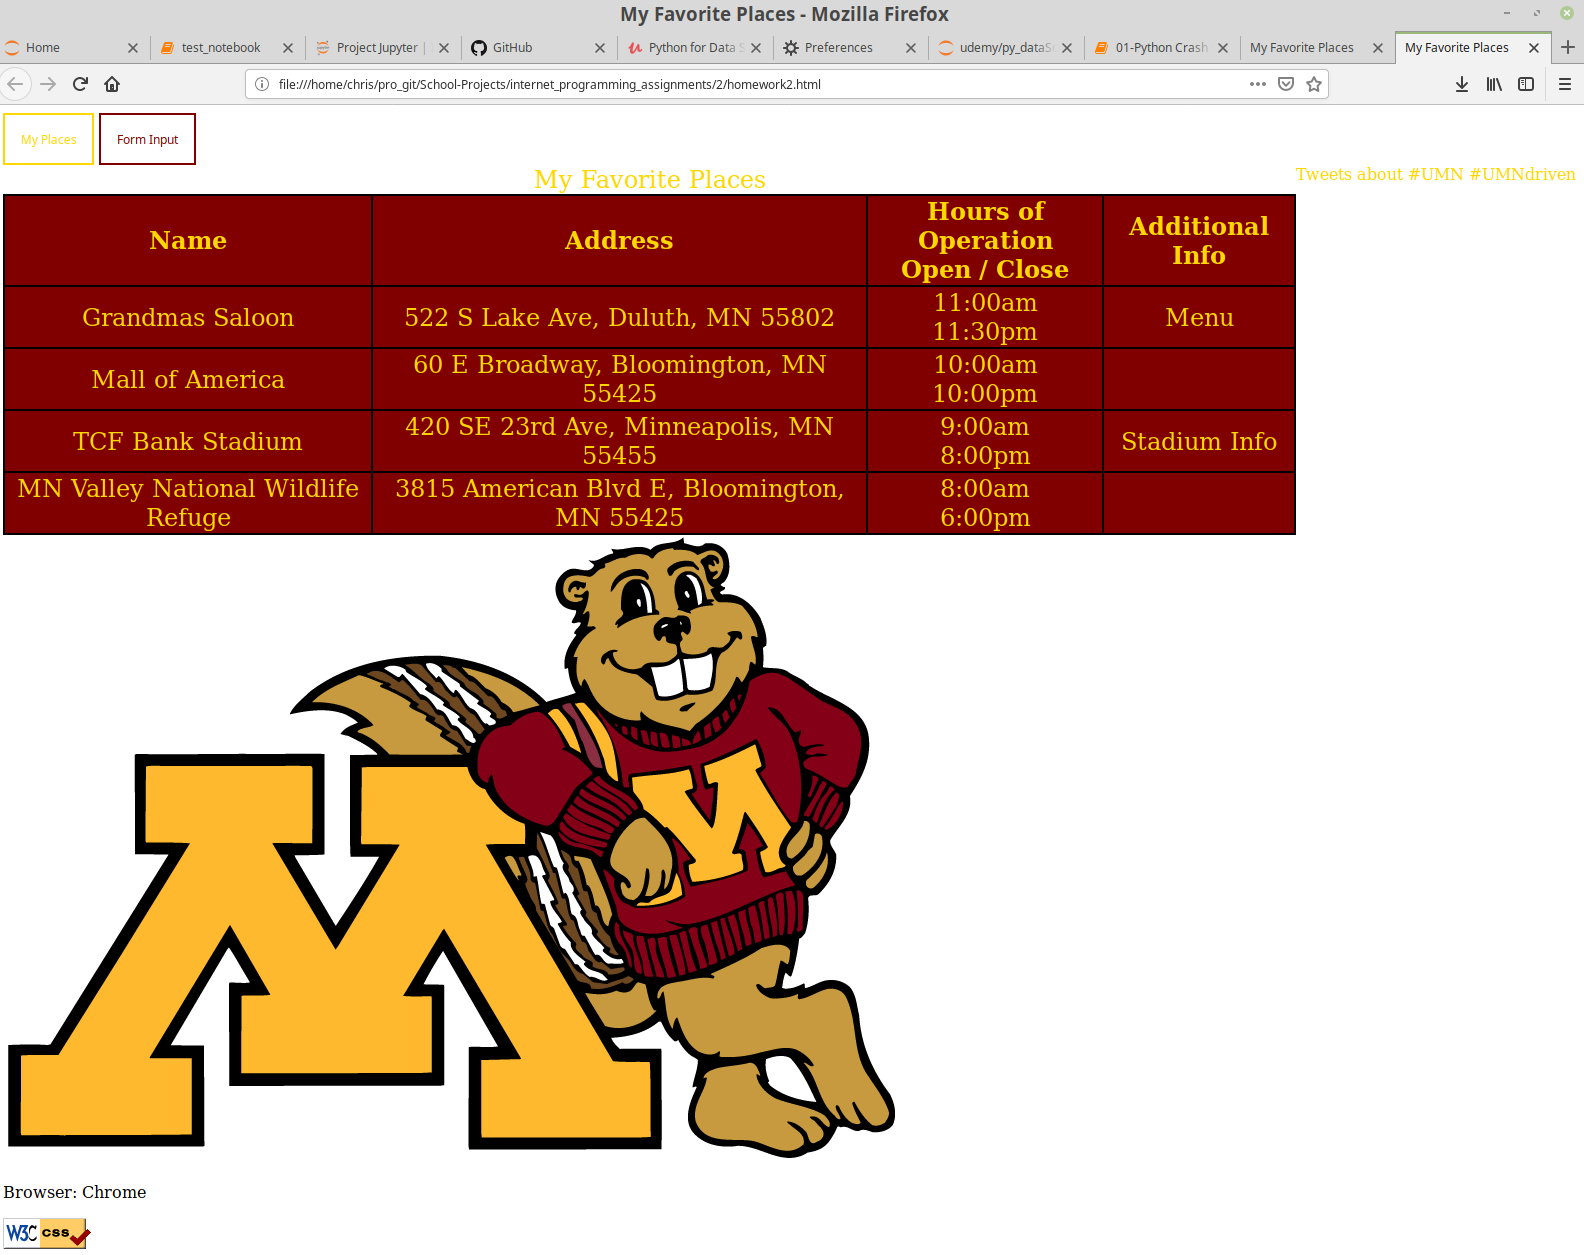 My Favorite Places - Mozilla Firefox
Home
test_notebook
Project Jupyter |
GitHub
Python for Data S
Preferences
udemy/py_dataSc
01-Python Crash
My Favorite Places
My Favorite Places
file:///home/chris/pro_git/School-Projects/internet_programming_assignments/2/homework2.html
My Places
Form Input
My Favorite Places
Tweets about #UMN #UMNdriven
Name
Address
Hours of
Operation
Open / Close
Additional
Info
Grandmas Saloon
522 S Lake Ave, Duluth, MN 55802
11:00am
11:30pm
Menu
Mall of America
60 E Broadway, Bloomington, MN
55425
10:00am
10:00pm
TCF Bank Stadium
420 SE 23rd Ave, Minneapolis, MN
55455
9:00am
8:00pm
Stadium Info
MN Valley National Wildlife
Refuge
3815 American Blvd E, Bloomington,
MN 55425
8:00am
6:00pm
M
M
Browser: Chrome
W3C css